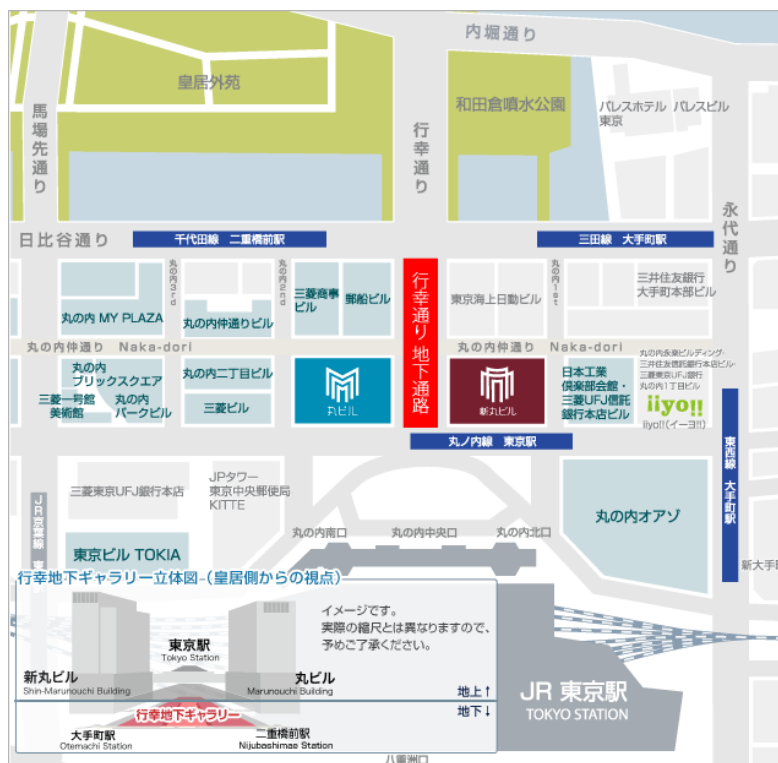 内堀通り
皇居外苑
和田倉噴水公園
パレスホテル
東京
パレスビル
馬場先通り
行幸通り
永代通り
日比谷通り
千代田線 二重橋前駅
三田線 大手町駅
丸の内3rd
丸の内2nd
丸の内1st
丸の内 MY PLAZA
丸の内仲通りビル
三菱商事
ビル
郵船ビル
行幸通り 地下通路
東京海上日動ビル
三井住友銀行
大手町本部ビル
丸の内仲通り Naka-dori
丸の内仲通り Naka-dori
丸の内
ブリックスクエア
三菱一号館
美術館
丸の内
パークビル
丸の内二丁目ビル
三菱ビル
丸ビル
新丸ビル
日本工業
倶楽部会館・
三菱UFJ信託
銀行本店ビル
丸の内永楽ビルディング・
三井住友信託銀行本店ビル・
三菱東京UFJ銀行
丸の内1丁目ビル
iiyo!!
iiyo!!(イーヨ!!)
丸ノ内線 東京駅
東西線 大手町駅
三菱東京UFJ銀行本店
JPタワー
東京中央郵便局
KITTE
丸の内南口
丸の内中央口
丸の内北口
丸の内オアゾ
JR京葉線
東京ビル TOKIA
新大手
行幸地下ギャラリー立体図（皇居側からの視点）
イメージです。
実際の縮尺とは異なりますので、
予めご了承ください。
東京駅
Tokyo Station
新丸ビル
Shin-Marunouchi Building
丸ビル
Marunouchi Building
地上↑
地下↓
行幸地下ギャラリー
大手町駅
Otemachi Station
二重橋前駅
Nijubashimae Station
JR 東京駅
TOKYO STATION
八重洲口